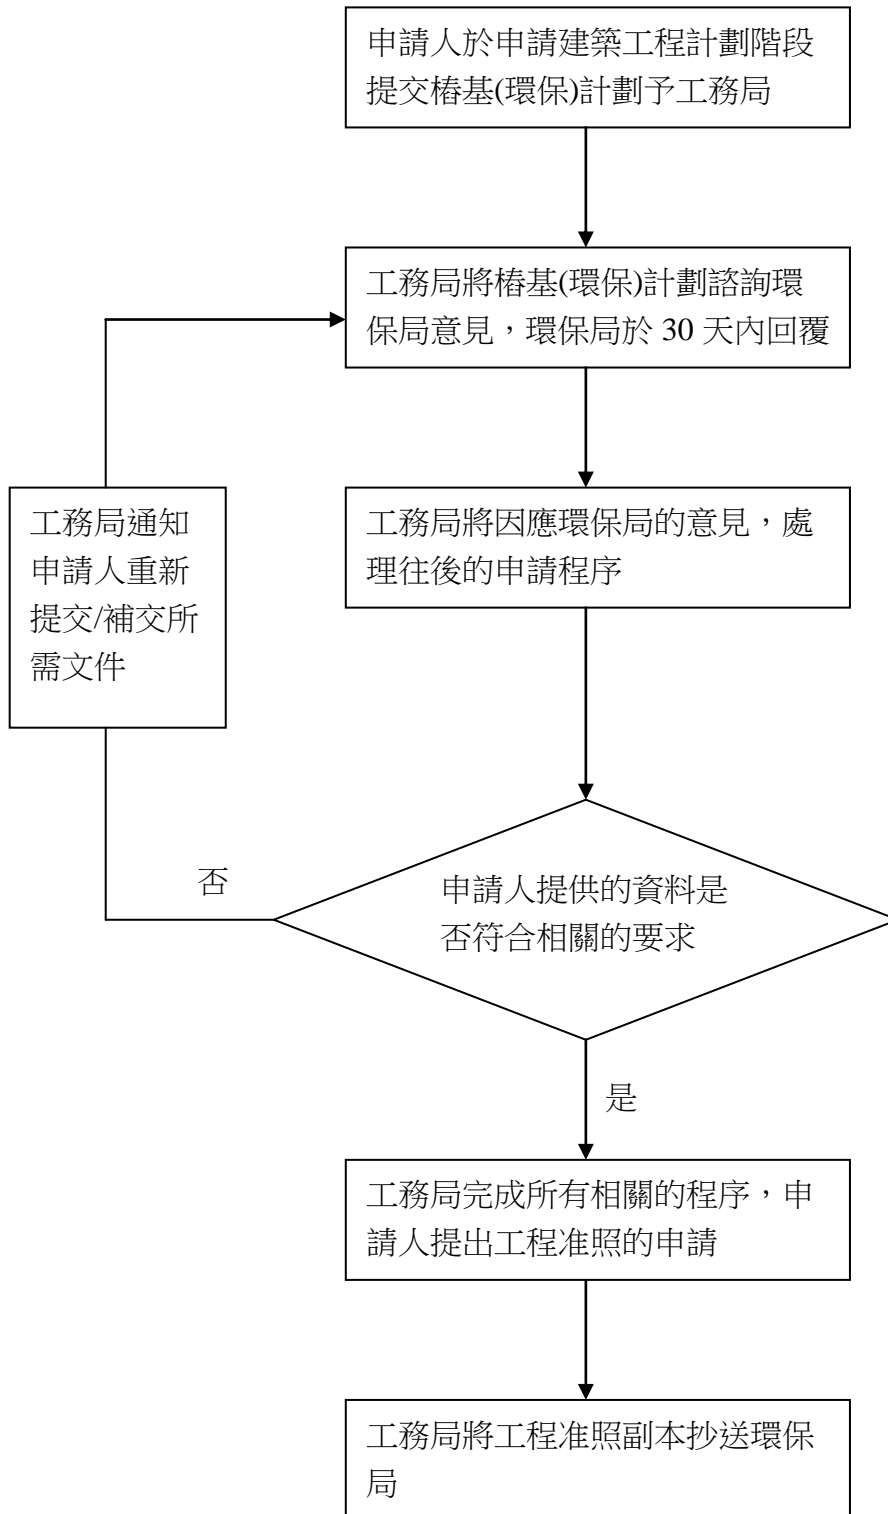 申請人於申請建築工程計劃階段
提交樁基(環保)計劃予工務局
工務局將樁基(環保)計劃諮詢環
保局意見，環保局於 30 天內回覆
工務局通知
申請人重新
提交/補交所
需文件
工務局將因應環保局的意見，處
理往後的申請程序
否
申請人提供的資料是
否符合相關的要求
是
工務局完成所有相關的程序，申
請人提出工程准照的申請
工務局將工程准照副本抄送環保
局